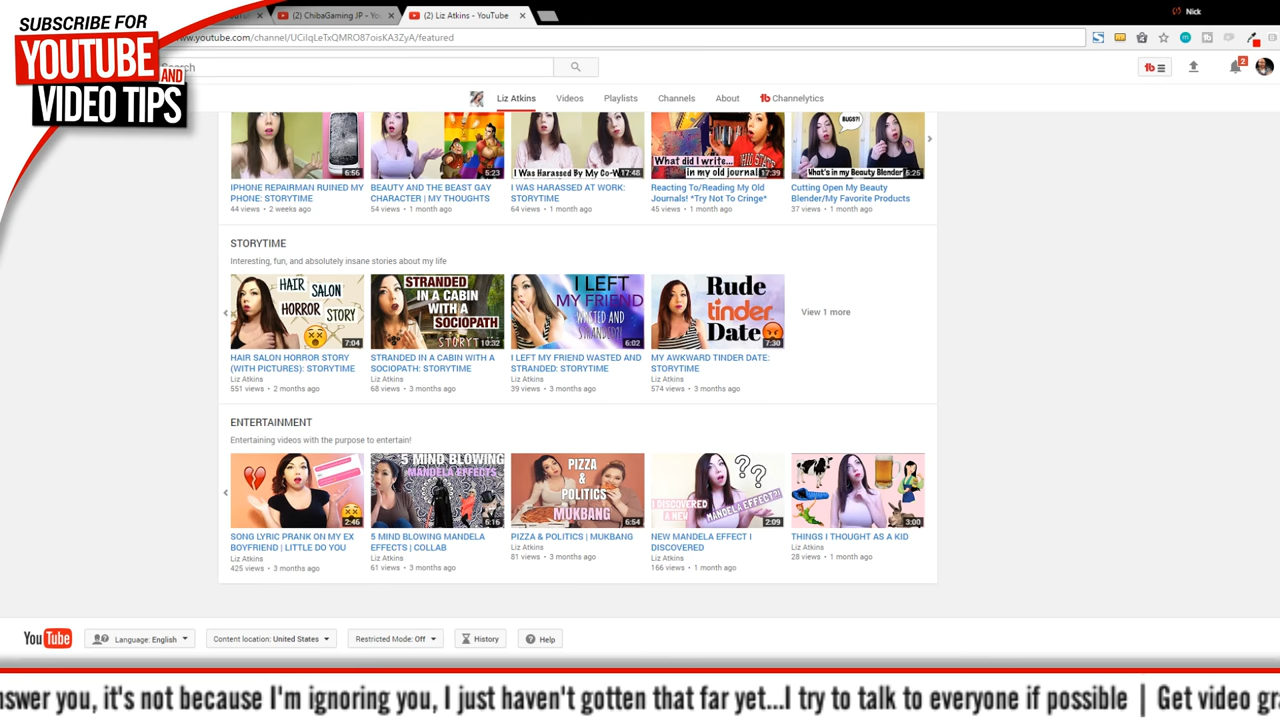 SUBSCRIBE FOR
YOUTUBE
AND
VIDEO TIPS
(2) ChibaGaming JP - Yo
(2) Liz Atkins - YouTube
Nick
www.youtube.com/channel/UCiIqLeTxQMRO87oisKA3ZyA/featured
Search
2
Liz Atkins Videos Playlists Channels About Channelytics
6:56
5:23
I Was Harassed By My Co-W
17:48
What did I write...
in my old journal
17:39
BUGS?!
What's in my Beauty Blender
5:25
IPHONE REPAIRMAN RUINED MY
PHONE: STORYTIME
44 views • 2 weeks ago
BEAUTY AND THE BEAST GAY
CHARACTER | MY THOUGHTS
54 views • 1 month ago
I WAS HARASSED AT WORK:
STORYTIME
64 views • 1 month ago
Reacting To/Reading My Old
Journals! *Try Not To Cringe*
45 views • 1 month ago
Cutting Open My Beauty
Blender/My Favorite Products
37 views • 1 month ago
STORYTIME
Interesting, fun, and absolutely insane stories about my life
HAIR SALON
HORROR STORY
7:04
STRANDED
IN A CABIN
WITH A
SOCIOPATH
STORYT
10:32
I LEFT
MY FRIEND
WASTED AND
STRANDED?!
6:02
Rude
tinder
Date
7:30
View 1 more
HAIR SALON HORROR STORY
(WITH PICTURES): STORYTIME
Liz Atkins
551 views • 2 months ago
STRANDED IN A CABIN WITH A
SOCIOPATH: STORYTIME
Liz Atkins
68 views • 3 months ago
I LEFT MY FRIEND WASTED AND
STRANDED: STORYTIME
Liz Atkins
39 views • 3 months ago
MY AWKWARD TINDER DATE:
STORYTIME
Liz Atkins
574 views • 3 months ago
ENTERTAINMENT
Entertaining videos with the purpose to entertain!
2:46
5 MIND BLOWING
MANDELA EFFECTS
6:16
PIZZA
&
POLITICS
MUKBANG
6:54
I DISCOVERED
A NEW
MANDELA EFFECT?!
2:09
3:00
SONG LYRIC PRANK ON MY EX
BOYFRIEND | LITTLE DO YOU
Liz Atkins
425 views • 3 months ago
5 MIND BLOWING MANDELA
EFFECTS | COLLAB
Liz Atkins
61 views • 3 months ago
PIZZA & POLITICS | MUKBANG
Liz Atkins
81 views • 3 months ago
NEW MANDELA EFFECT I
DISCOVERED
Liz Atkins
166 views • 1 month ago
THINGS I THOUGHT AS A KID
Liz Atkins
28 views • 1 month ago
YouTube
Language: English
Content location: United States
Restricted Mode: Off
History
Help
nswer you, it's not because I'm ignoring you, I just haven't gotten that far yet...I try to talk to everyone if possible | Get video gr